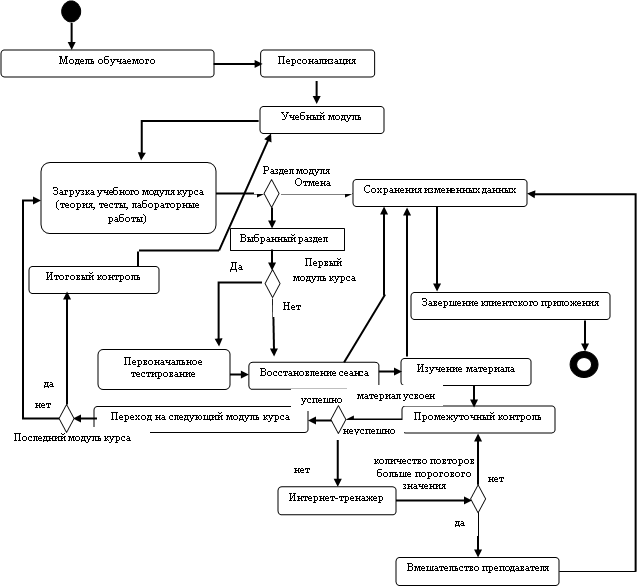 Модель обучаемого
Персонализация
Учебный модуль
Раздел модуля
Отмена
Загрузка учебного модуля курса
(теория, тесты, лабораторные
работы)
Сохранения измененных данных
Выбранный раздел
Да
Первый
модуль курса
Итоговый контроль
Нет
Завершение клиентского приложения
Первоначальное
тестирование
Восстановление сеанса
Изучение материала
да
нет
успешно
материал усвоен
Переход на следующий модуль курса
Промежуточный контроль
неуспешно
Последний модуль курса
нет
количество повторов
больше порогового
значения
нет
Интернет-тренажер
да
Вмешательство преподавателя